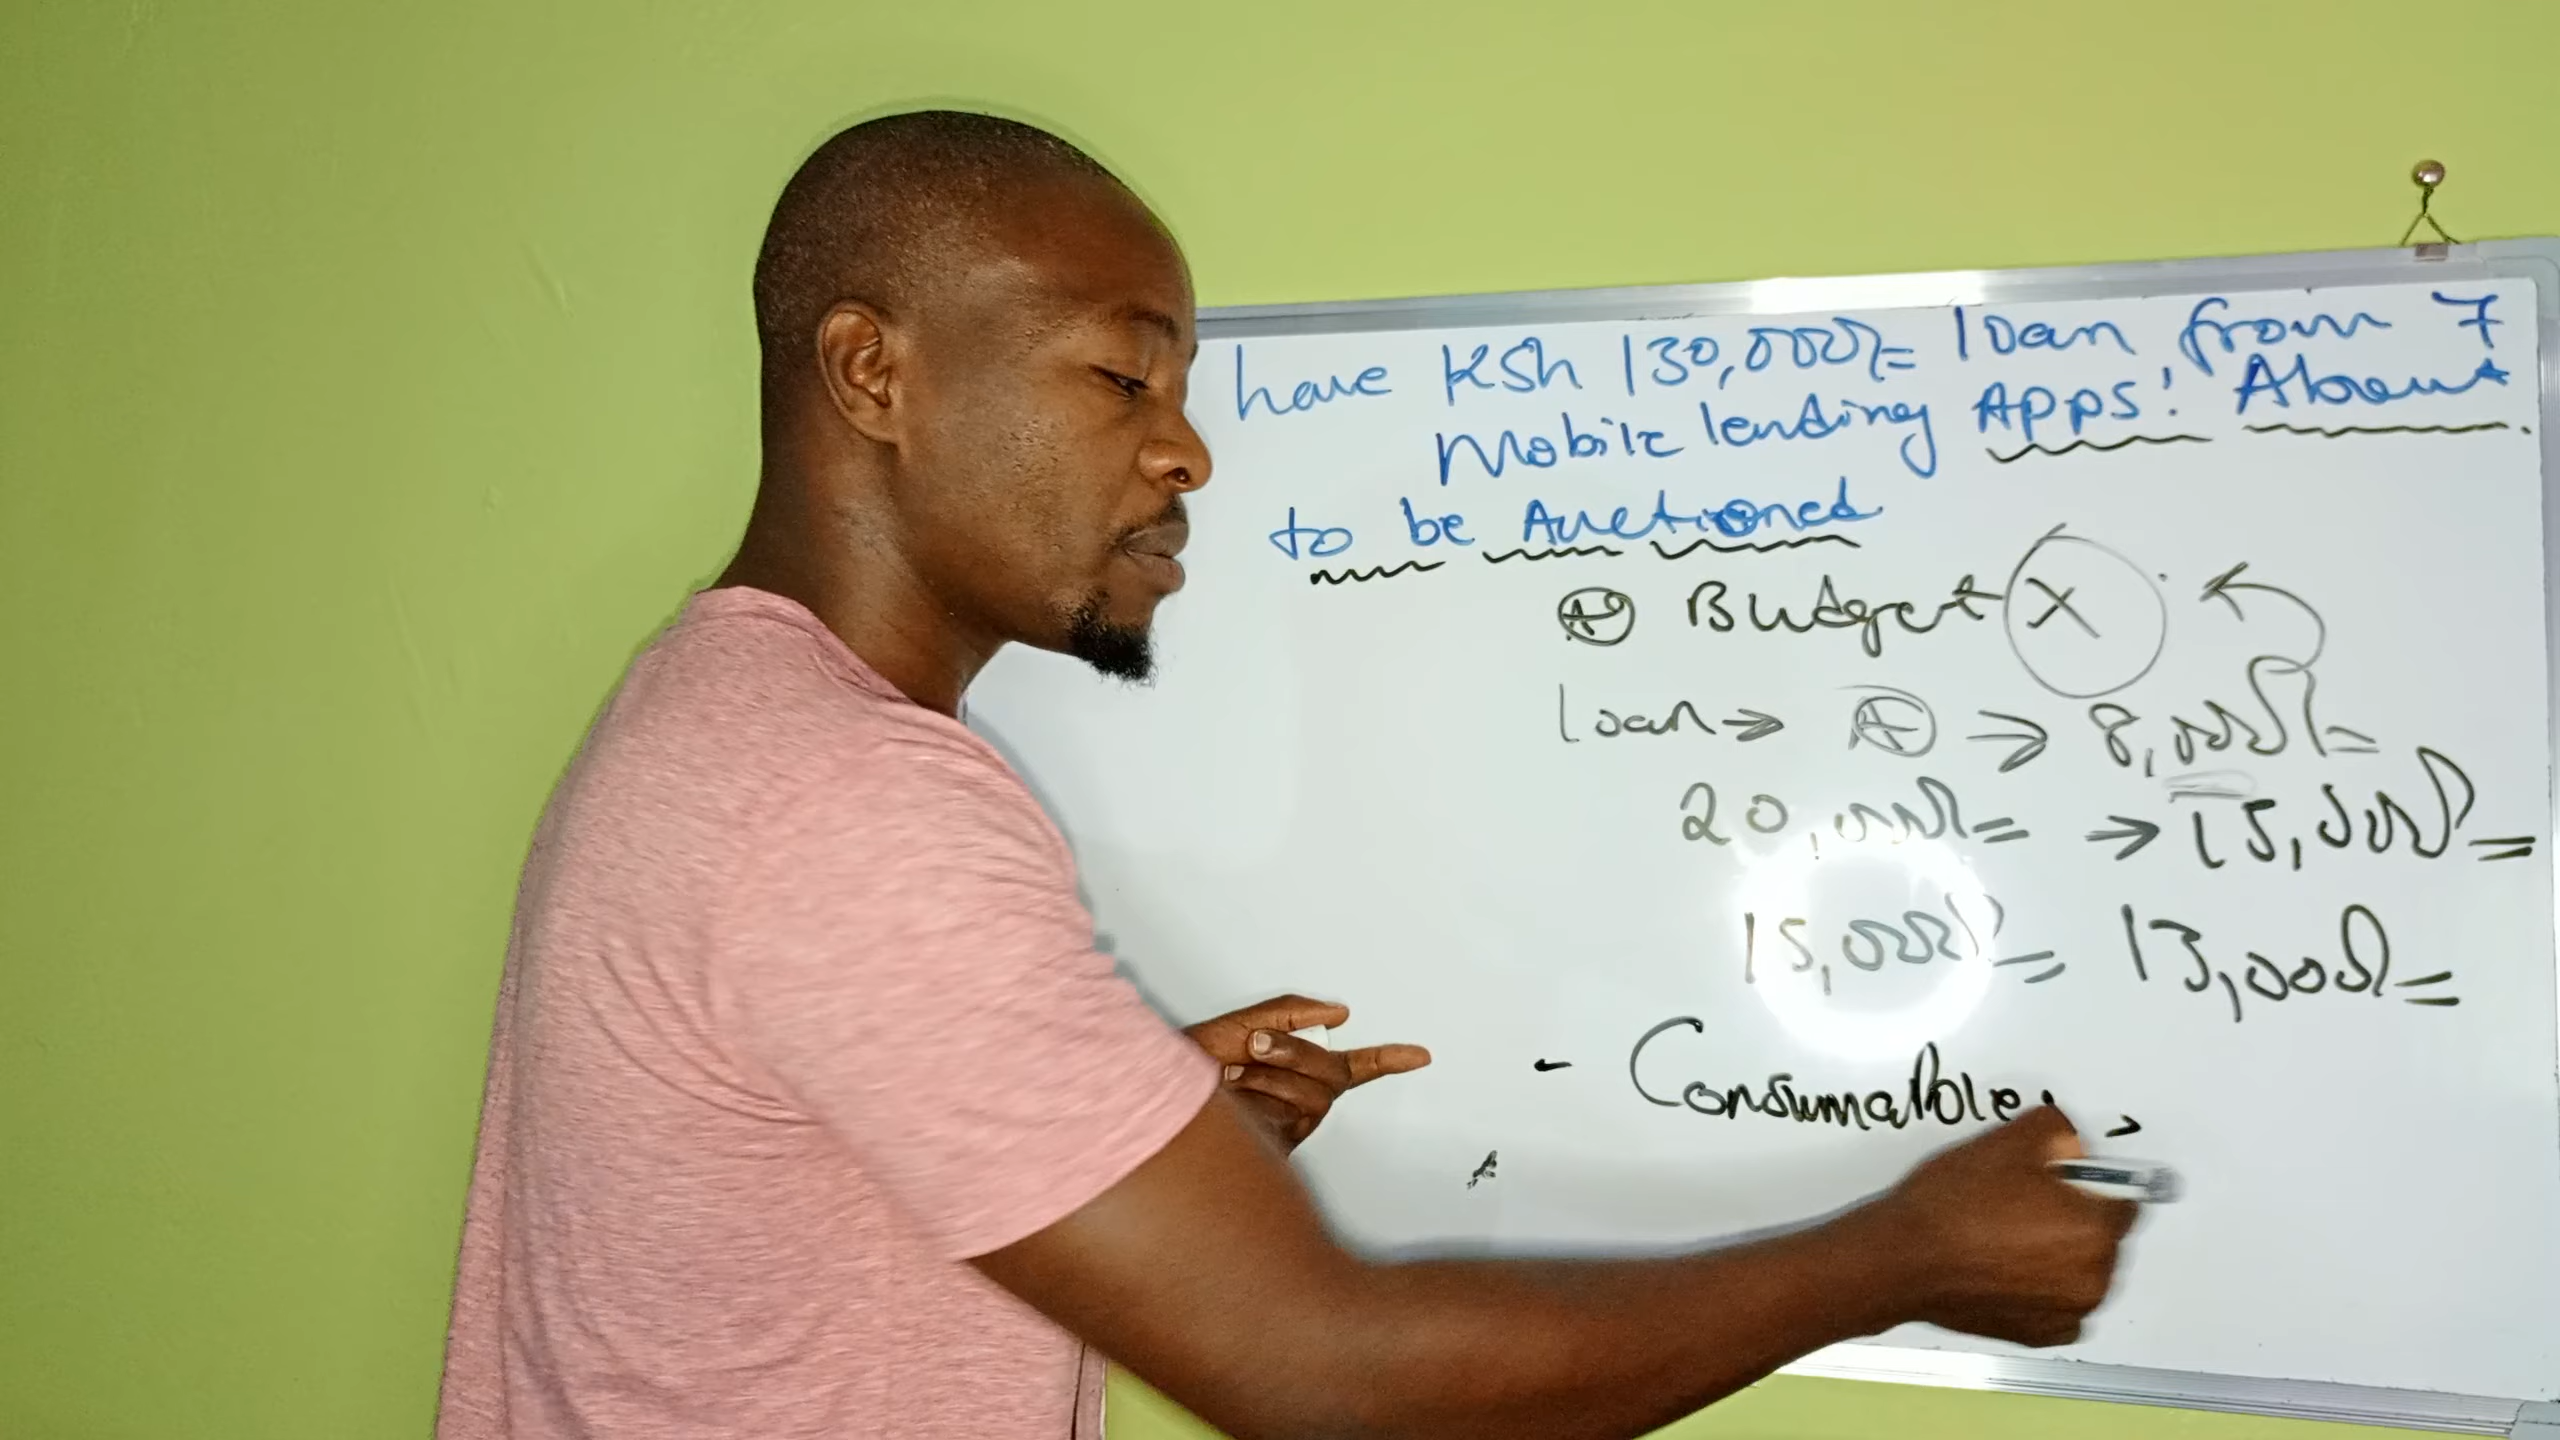 have KSh 130,000/= loan from 7
Mobile lending APPS! About
to be Auctioned
A Budget X
loan → A → 8,000/=
20,000/= → 15,000/=
15,000/= 13,000/=
- Consumable